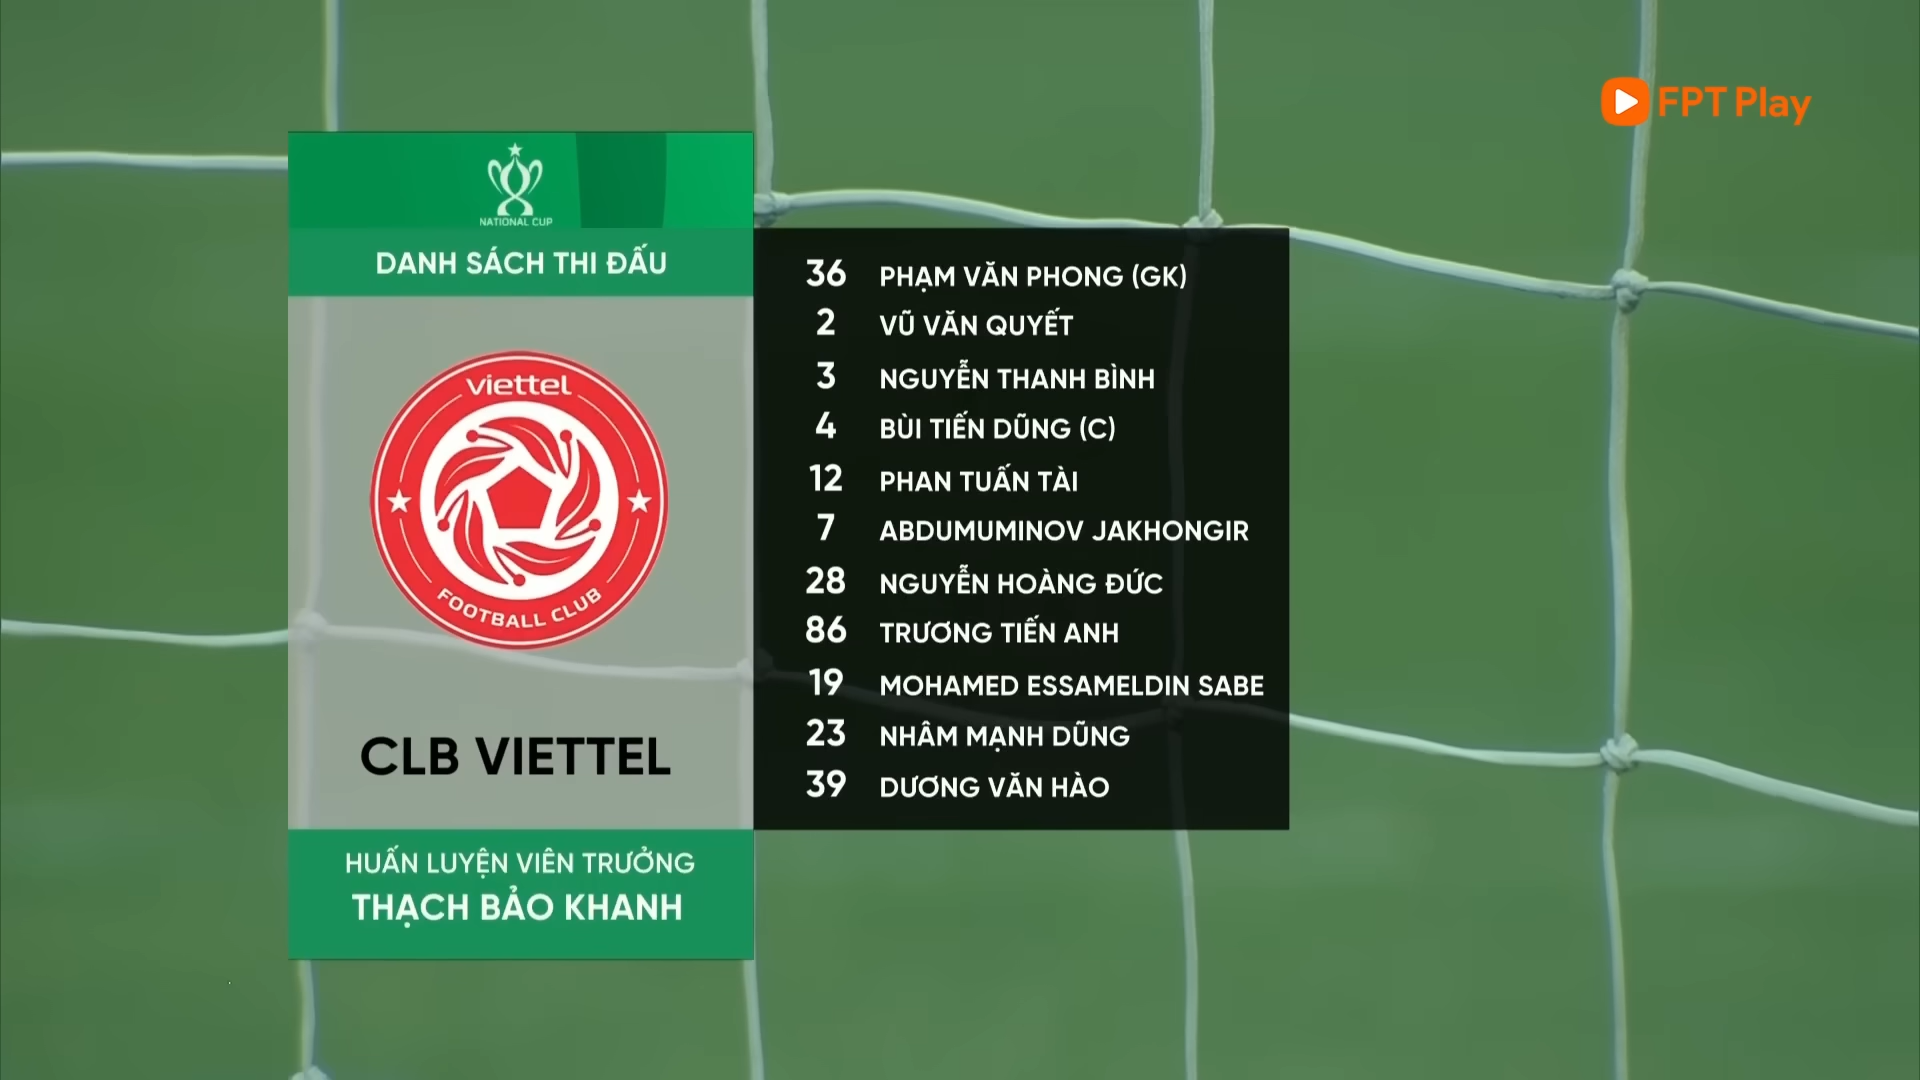 FPT Play
NATIONAL CUP
DANH SÁCH THI ĐẤU
viettel
FOOTBALL CLUB
CLB VIETTEL
HUẤN LUYỆN VIÊN TRƯỞNG
THẠCH BẢO KHANH
36 PHẠM VĂN PHONG (GK)
2 VŨ VĂN QUYẾT
3 NGUYỄN THANH BÌNH
4 BÙI TIẾN DŨNG (C)
12 PHAN TUẤN TÀI
7 ABDUMUMINOV JAKHONGIR
28 NGUYỄN HOÀNG ĐỨC
86 TRƯƠNG TIẾN ANH
19 MOHAMED ESSAMELDIN SABE
23 NHÂM MẠNH DŨNG
39 DƯƠNG VĂN HÀO